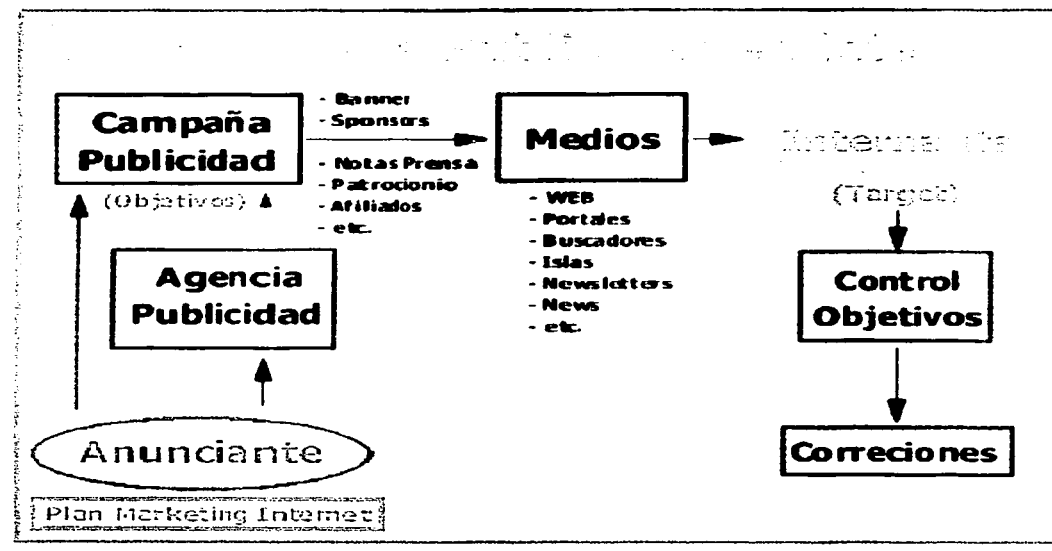 Campaña
Publicidad
(Objetivos)
- Banner
- Sponsors
- Notas Prensa
- Patrocionio
- Afiliados
- etc.
Medios
- WEB
- Portales
- Buscadores
- Islas
- Newsletters
- News
- etc.
(Target)
Agencia
Publicidad
Control
Objetivos
Anunciante
Correciones
Plan Marketing Internet